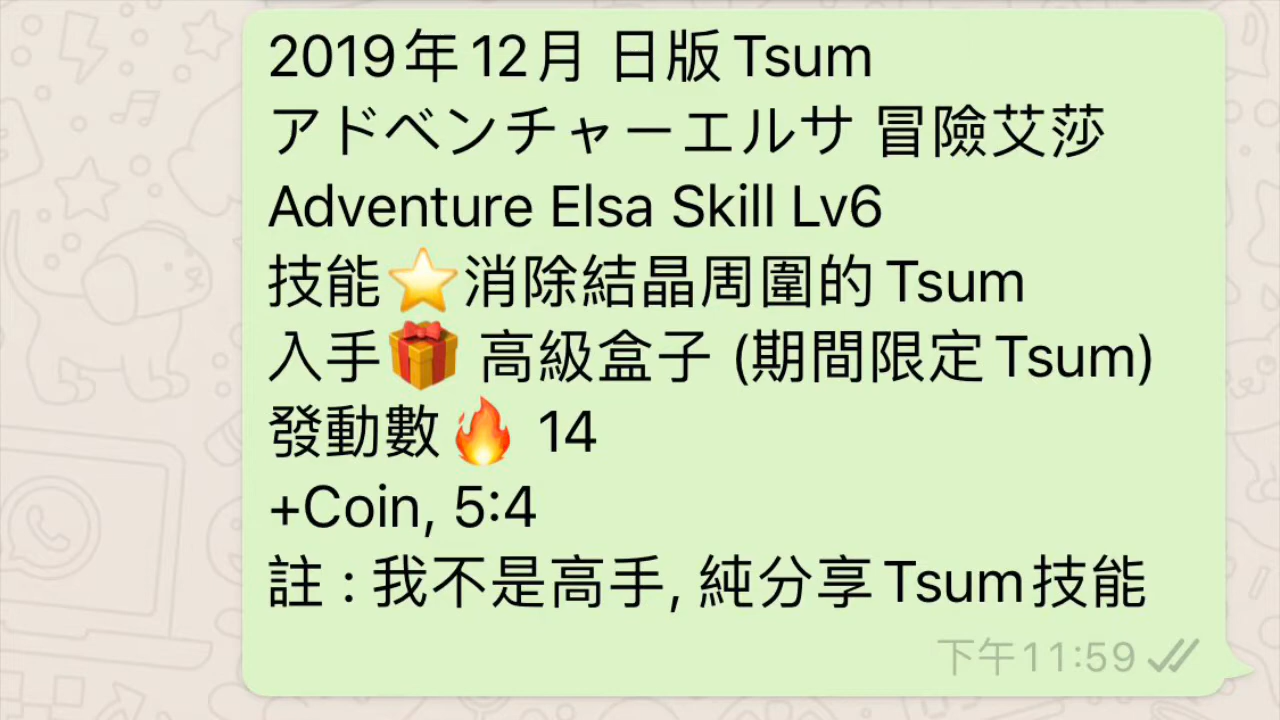 2019年12月 日版Tsum
アドベンチャーエルサ 冒險艾莎
Adventure Elsa Skill Lv6
技能⭐消除結晶周圍的Tsum
入手🎁 高級盒子 (期間限定Tsum)
發動數🔥 14
+Coin, 5:4
註 : 我不是高手, 純分享Tsum技能
下午11:59